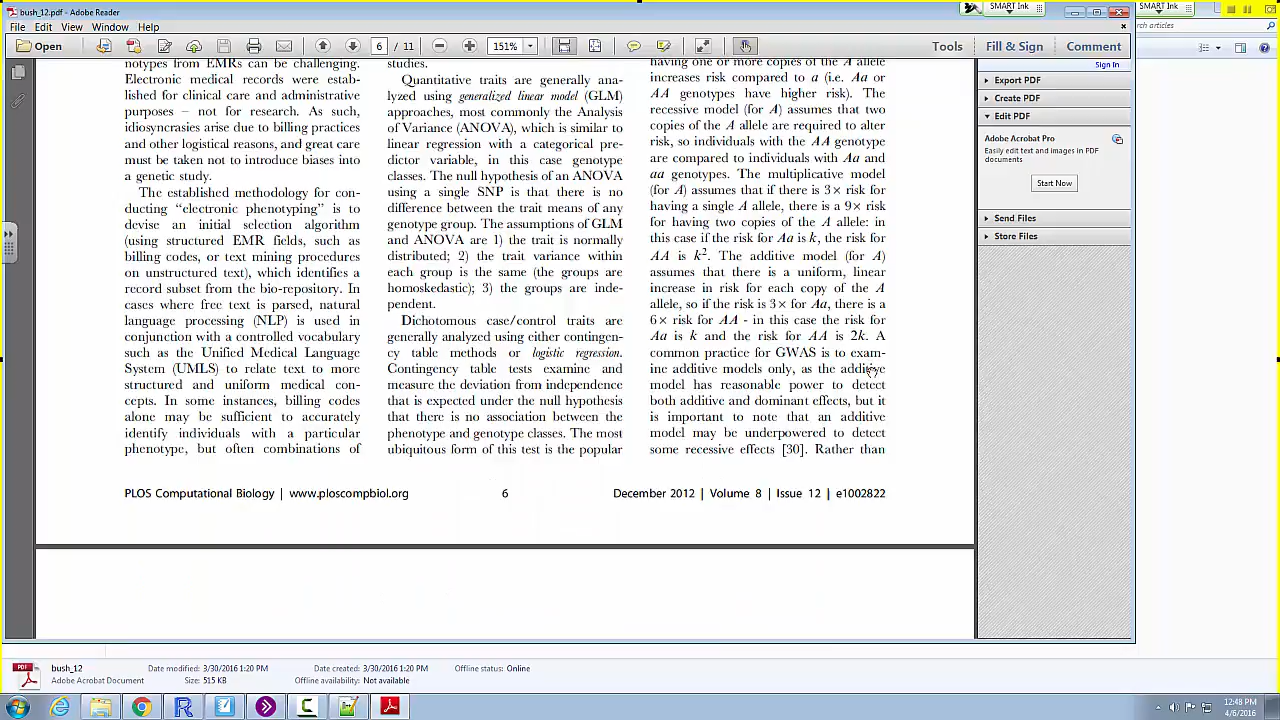 bush_12.pdf - Adobe Reader
SMART Ink
SMART Ink
File Edit View Window Help
Open
6 / 11
151%
Tools
Fill & Sign
Comment
Sign In
Export PDF
Create PDF
Edit PDF
Adobe Acrobat Pro
Easily edit text and images in PDF
documents
Start Now
Send Files
Store Files
notypes from EMRs can be challenging.
Electronic medical records were estab-
lished for clinical care and administrative
purposes – not for research. As such,
idiosyncrasies arise due to billing practices
and other logistical reasons, and great care
must be taken not to introduce biases into
a genetic study.
The established methodology for con-
ducting “electronic phenotyping” is to
devise an initial selection algorithm
(using structured EMR fields, such as
billing codes, or text mining procedures
on unstructured text), which identifies a
record subset from the bio-repository. In
cases where free text is parsed, natural
language processing (NLP) is used in
conjunction with a controlled vocabulary
such as the Unified Medical Language
System (UMLS) to relate text to more
structured and uniform medical con-
cepts. In some instances, billing codes
alone may be sufficient to accurately
identify individuals with a particular
phenotype, but often combinations of
studies.
Quantitative traits are generally ana-
lyzed using generalized linear model (GLM)
approaches, most commonly the Analysis
of Variance (ANOVA), which is similar to
linear regression with a categorical pre-
dictor variable, in this case genotype
classes. The null hypothesis of an ANOVA
using a single SNP is that there is no
difference between the trait means of any
genotype group. The assumptions of GLM
and ANOVA are 1) the trait is normally
distributed; 2) the trait variance within
each group is the same (the groups are
homoskedastic); 3) the groups are inde-
pendent.
Dichotomous case/control traits are
generally analyzed using either contingen-
cy table methods or logistic regression.
Contingency table tests examine and
measure the deviation from independence
that is expected under the null hypothesis
that there is no association between the
phenotype and genotype classes. The most
ubiquitous form of this test is the popular
having one or more copies of the A allele
increases risk compared to a (i.e. Aa or
AA genotypes have higher risk). The
recessive model (for A) assumes that two
copies of the A allele are required to alter
risk, so individuals with the AA genotype
are compared to individuals with Aa and
aa genotypes. The multiplicative model
(for A) assumes that if there is 3× risk for
having a single A allele, there is a 9× risk
for having two copies of the A allele: in
this case if the risk for Aa is k, the risk for
AA is k². The additive model (for A)
assumes that there is a uniform, linear
increase in risk for each copy of the A
allele, so if the risk is 3× for Aa, there is a
6× risk for AA - in this case the risk for
Aa is k and the risk for AA is 2k. A
common practice for GWAS is to exam-
ine additive models only, as the additive
model has reasonable power to detect
both additive and dominant effects, but it
is important to note that an additive
model may be underpowered to detect
some recessive effects [30]. Rather than
PLOS Computational Biology | www.ploscompbiol.org
6
December 2012 | Volume 8 | Issue 12 | e1002822
bush_12
Adobe Acrobat Document
Date modified: 3/30/2016 1:20 PM
Size: 515 KB
Date created: 3/30/2016 1:20 PM
Offline availability: Not available
Offline status: Online
12:48 PM
4/6/2016